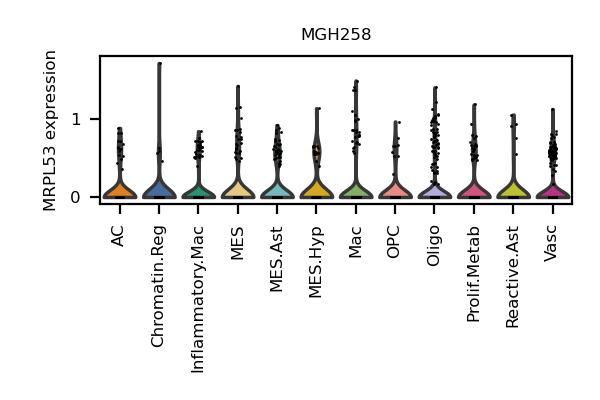 MGH258
MRPL53 expression
1
0
AC
Chromatin.Reg
Inflammatory.Mac
MES
MES.Ast
MES.Hyp
Mac
OPC
Oligo
Prolif.Metab
Reactive.Ast
Vasc